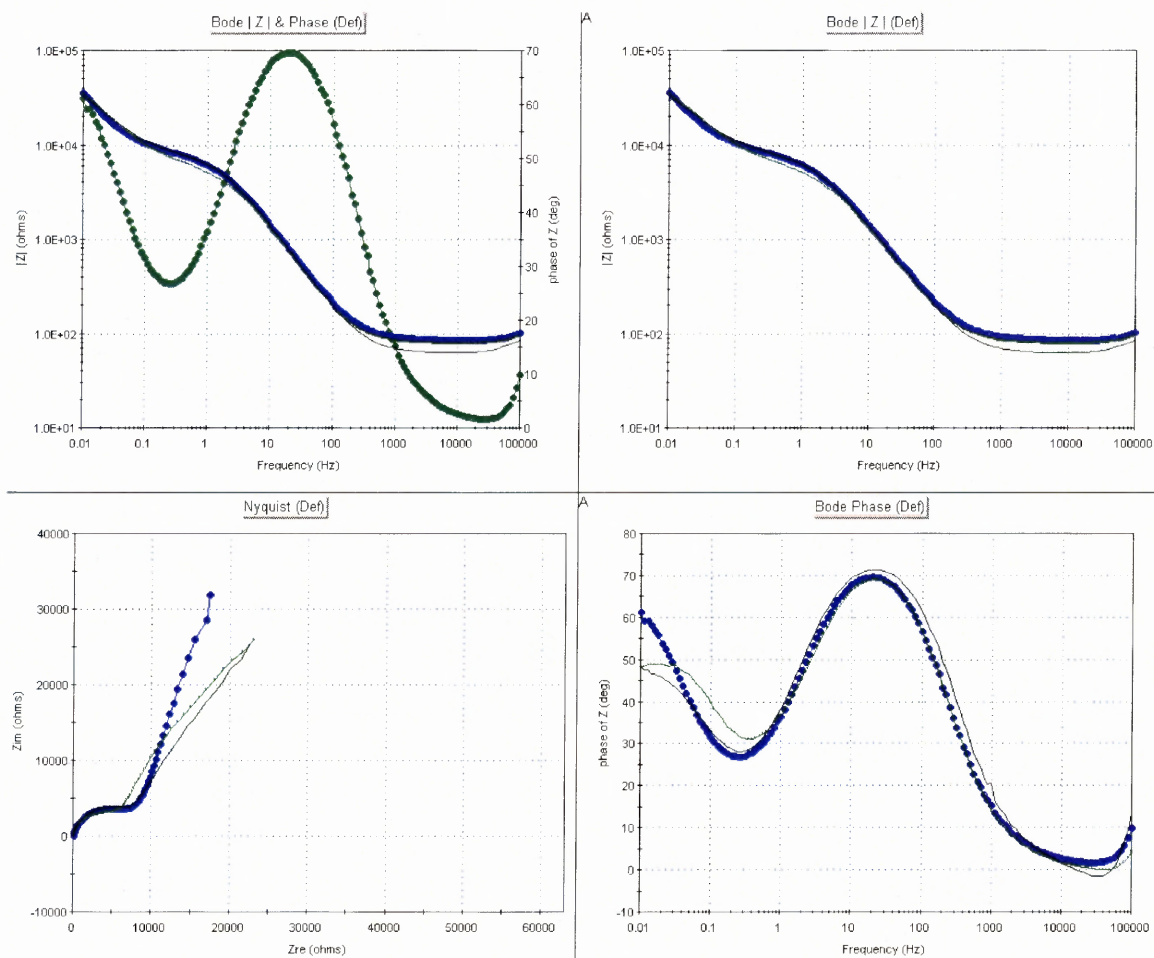 Bode | Z | & Phase (Def)
1.0E+05
1.0E+04
1.0E+03
1.0E+02
1.0E+01
|Z| (ohms)
70
60
50
40
30
20
10
0
phase of Z (deg)
0.01 0.1 1 10 100 1000 10000 100000
Frequency (Hz)
A
Bode | Z | (Def)
1.0E+05
1.0E+04
1.0E+03
1.0E+02
1.0E+01
|Z| (ohms)
0.01 0.1 1 10 100 1000 10000 100000
Frequency (Hz)
Nyquist (Def)
40000
30000
20000
10000
0
-10000
Zim (ohms)
0 10000 20000 30000 40000 50000 60000
Zre (ohms)
A
Bode Phase (Def)
80
70
60
50
40
30
20
10
0
-10
phase of Z (deg)
0.01 0.1 1 10 100 1000 10000 100000
Frequency (Hz)